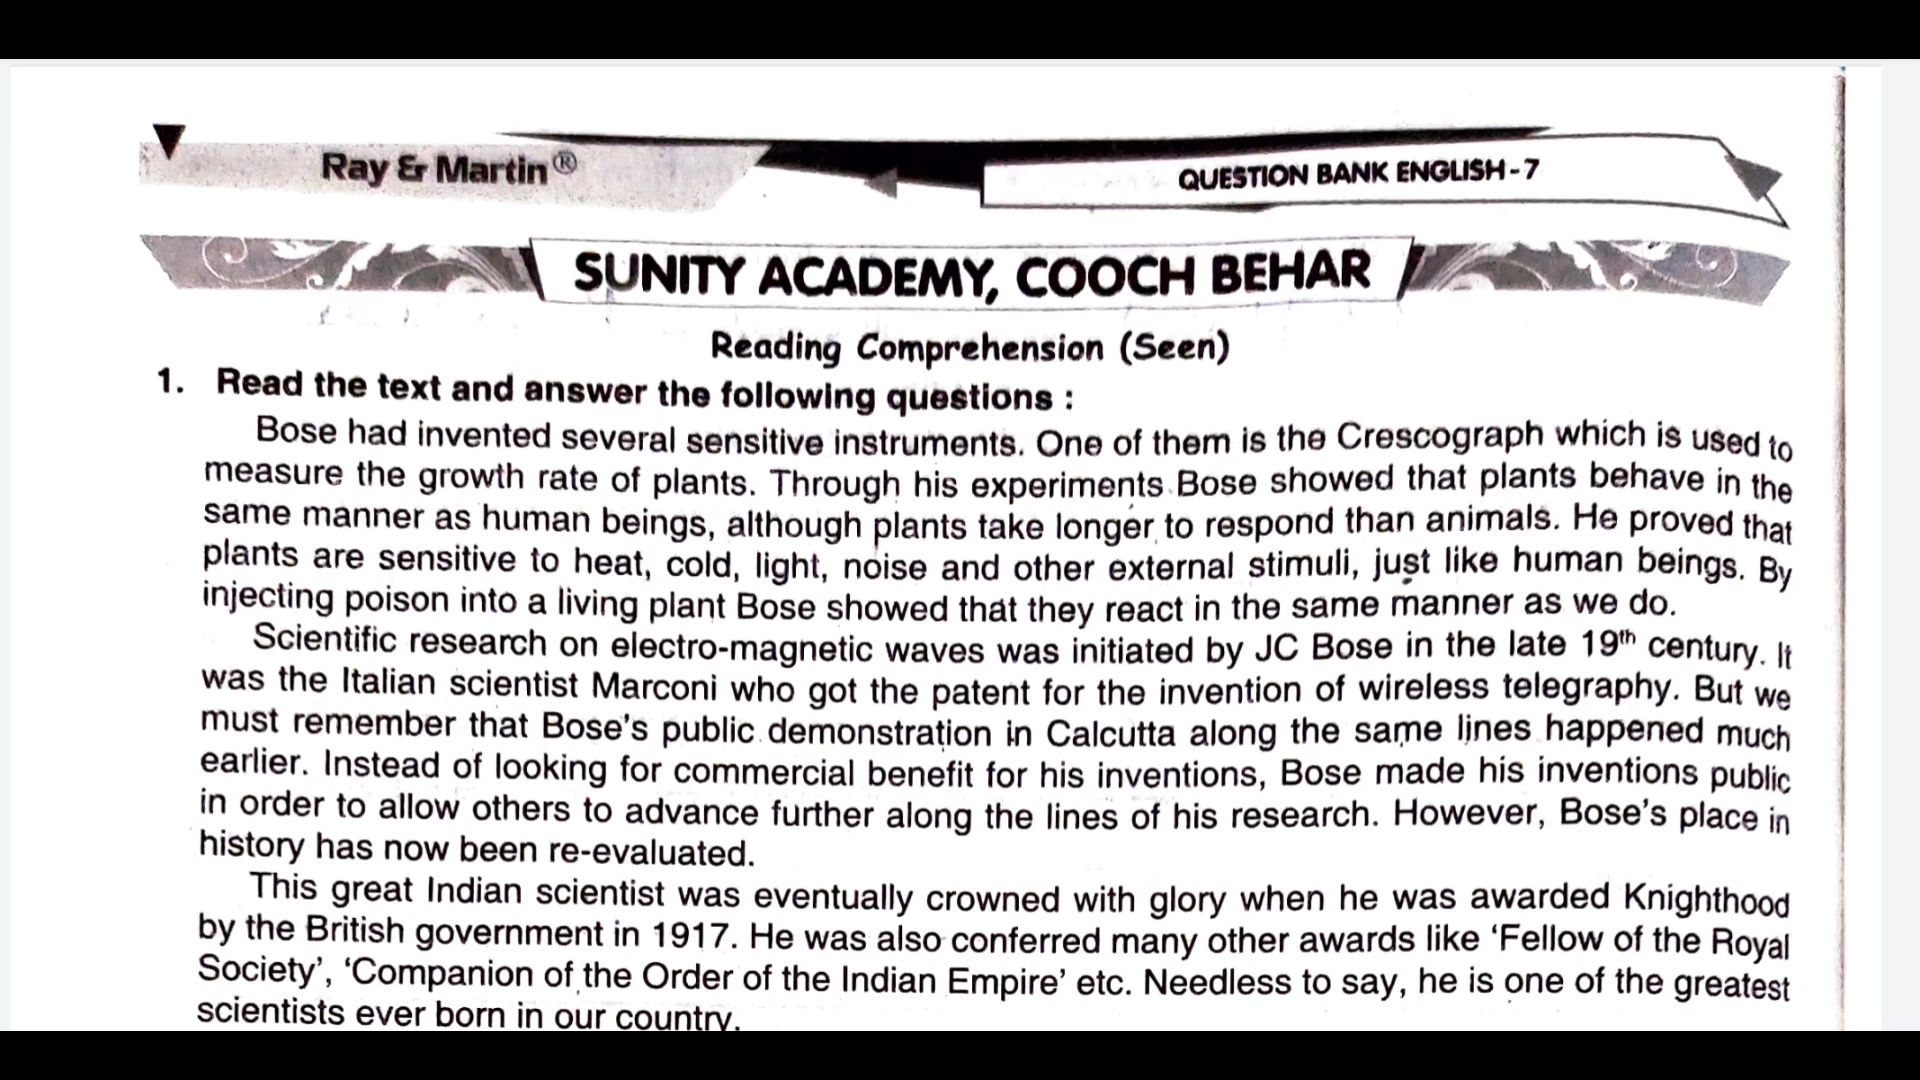 Ray & Martin®
QUESTION BANK ENGLISH - 7
SUNITY ACADEMY, COOCH BEHAR
Reading Comprehension (Seen)
1. Read the text and answer the following questions :
Bose had invented several sensitive instruments. One of them is the Crescograph which is used to
measure the growth rate of plants. Through his experiments Bose showed that plants behave in the
same manner as human beings, although plants take longer to respond than animals. He proved that
plants are sensitive to heat, cold, light, noise and other external stimuli, just like human beings. By
injecting poison into a living plant Bose showed that they react in the same manner as we do.
Scientific research on electro-magnetic waves was initiated by JC Bose in the late 19th century. It
was the Italian scientist Marconi who got the patent for the invention of wireless telegraphy. But we
must remember that Bose's public demonstration in Calcutta along the same lines happened much
earlier. Instead of looking for commercial benefit for his inventions, Bose made his inventions public
in order to allow others to advance further along the lines of his research. However, Bose's place in
history has now been re-evaluated.
This great Indian scientist was eventually crowned with glory when he was awarded Knighthood
by the British government in 1917. He was also conferred many other awards like 'Fellow of the Royal
Society', 'Companion of the Order of the Indian Empire' etc. Needless to say, he is one of the greatest
scientists ever born in our country.